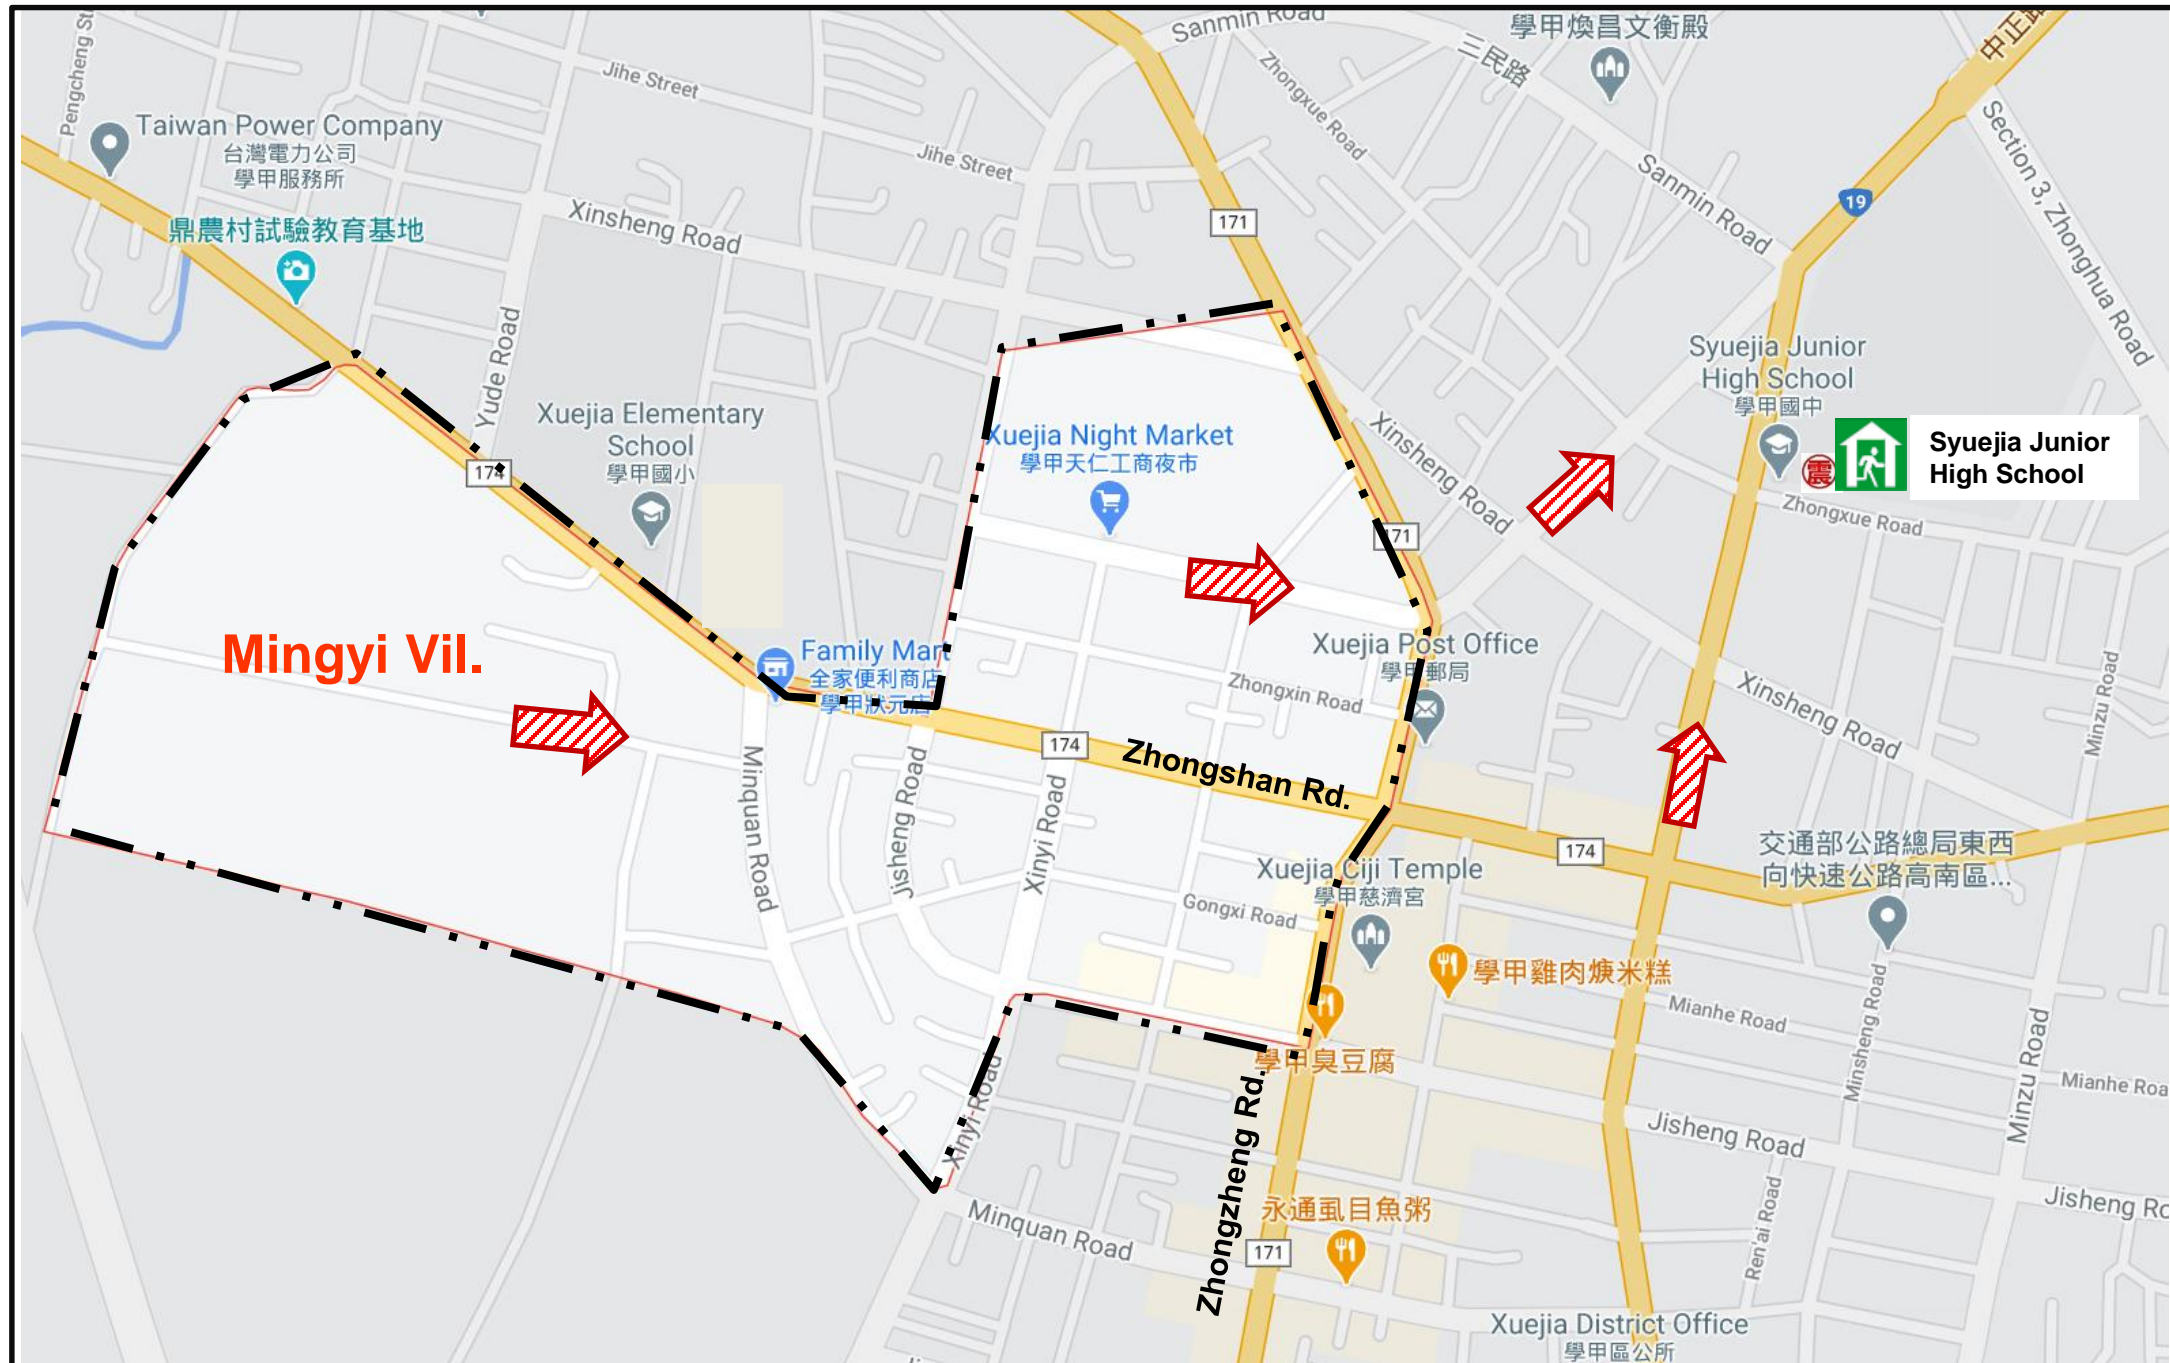 Sanmin Road
學甲煥昌文衡殿
中正路
Pengcheng St
Jihe Street
三民路
Zhongxue Road
Taiwan Power Company
台灣電力公司
學甲服務所
Jihe Street
Section 3, Zhonghua Road
Sanmin Road
19
Xinsheng Road
171
鼎農村試驗教育基地
Yude Road
Syuejia Junior
High School
學甲國中
Xuejia Elementary
School
學甲國小
Xuejia Night Market
學甲天仁工商夜市
Xinsheng Road
Syuejia Junior
High School
震
174
Zhongxue Road
171
Mingyi Vil.
Family Mart
全家便利商店
學甲狀元店
Xuejia Post Office
學甲郵局
Zhongxin Road
Xinsheng Road
Minzu Road
174
Zhongshan Rd.
Minquan Road
Jisheng Road
Xinyi Road
174
交通部公路總局東西
向快速公路高南區...
Xuejia Ciji Temple
學甲慈濟宮
Gongxi Road
學甲雞肉焿米糕
Mianhe Road
Minsheng Road
Minzu Road
學甲臭豆腐
Mianhe Roa
Xinyi Road
Zhongzheng Rd.
Jisheng Road
永通虱目魚粥
Ren'ai Road
Jisheng Ro
Minquan Road
171
Xuejia District Office
學甲區公所